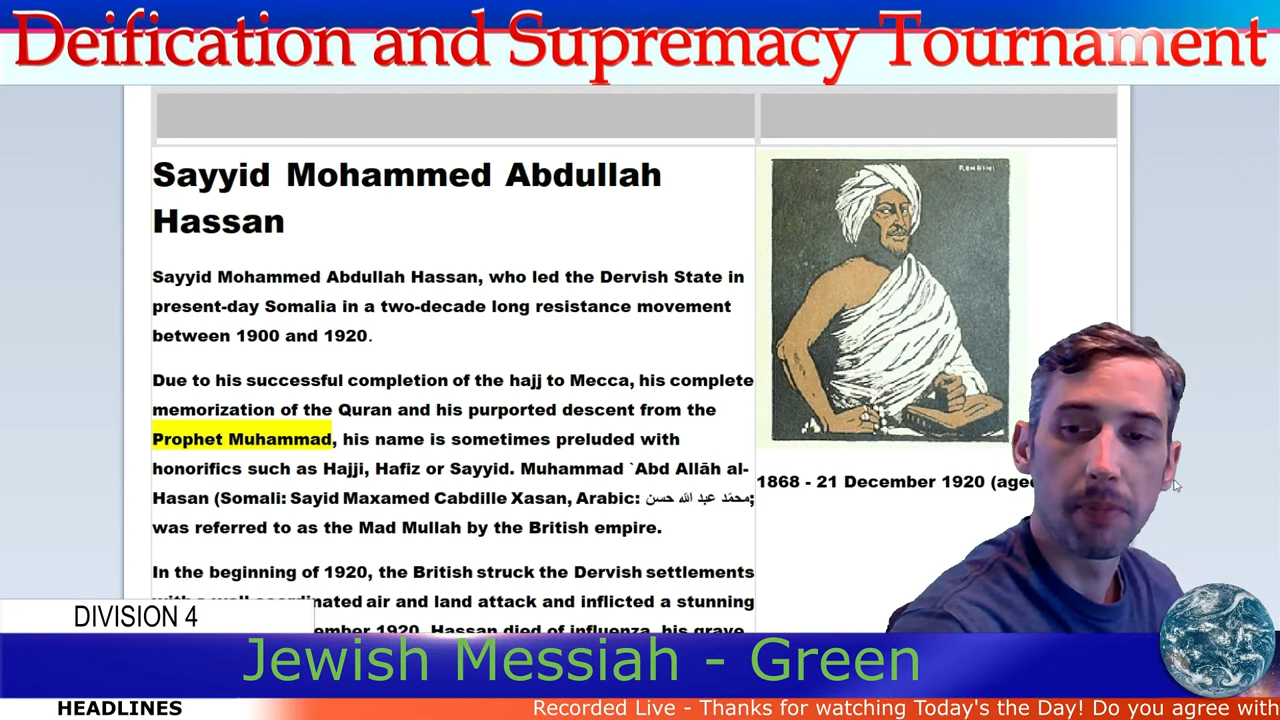 Deification and Supremacy Tournament
Sayyid Mohammed Abdullah
Hassan
Sayyid Mohammed Abdullah Hassan, who led the Dervish State in
present-day Somalia in a two-decade long resistance movement
between 1900 and 1920.
Due to his successful completion of the hajj to Mecca, his complete
memorization of the Quran and his purported descent from the
Prophet Muhammad, his name is sometimes preluded with
honorifics such as Hajji, Hafiz or Sayyid. Muhammad `Abd Allāh al-
Hasan (Somali: Sayid Maxamed Cabdille Xasan, Arabic: محمّد عبد اللّه حسن;
was referred to as the Mad Mullah by the British empire.
In the beginning of 1920, the British struck the Dervish settlements
air and land attack and inflicted a stunning
1920, Hassan died of influenza, his grave
1868 - 21 December 1920 (aged
DIVISION 4
Jewish Messiah - Green
HEADLINES
Recorded Live - Thanks for watching Today's the Day! Do you agree with